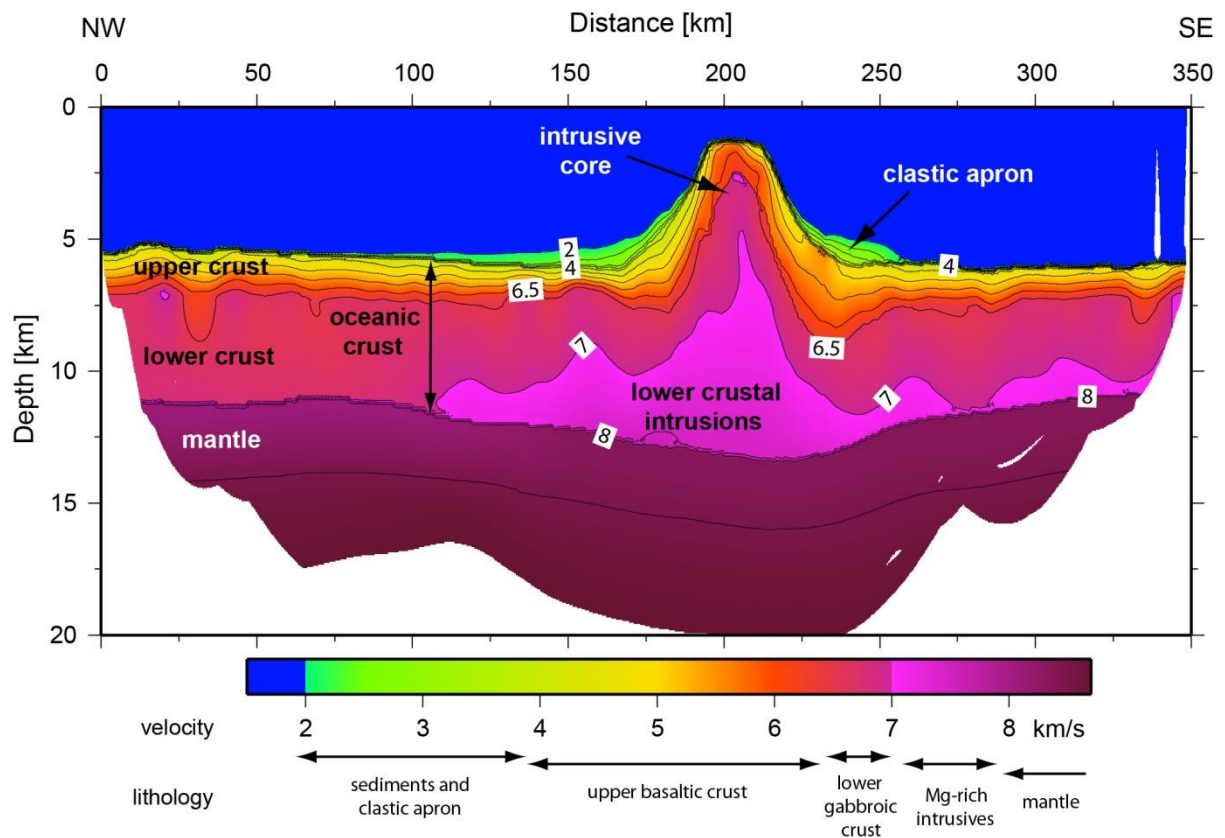 NW
Distance [km]
SE
0 50 100 150 200 250 300 350
0
intrusive
core
clastic apron
5
2
4
4
upper crust
6.5
oceanic
crust
6.5
Depth [km]
lower crust
7
10
7
lower crustal
intrusions
8
8
mantle
15
20
velocity 2 3 4 5 6 7 8 km/s
lithology
sediments and
clastic apron
upper basaltic crust
lower
gabbroic
crust
Mg-rich
intrusives
mantle